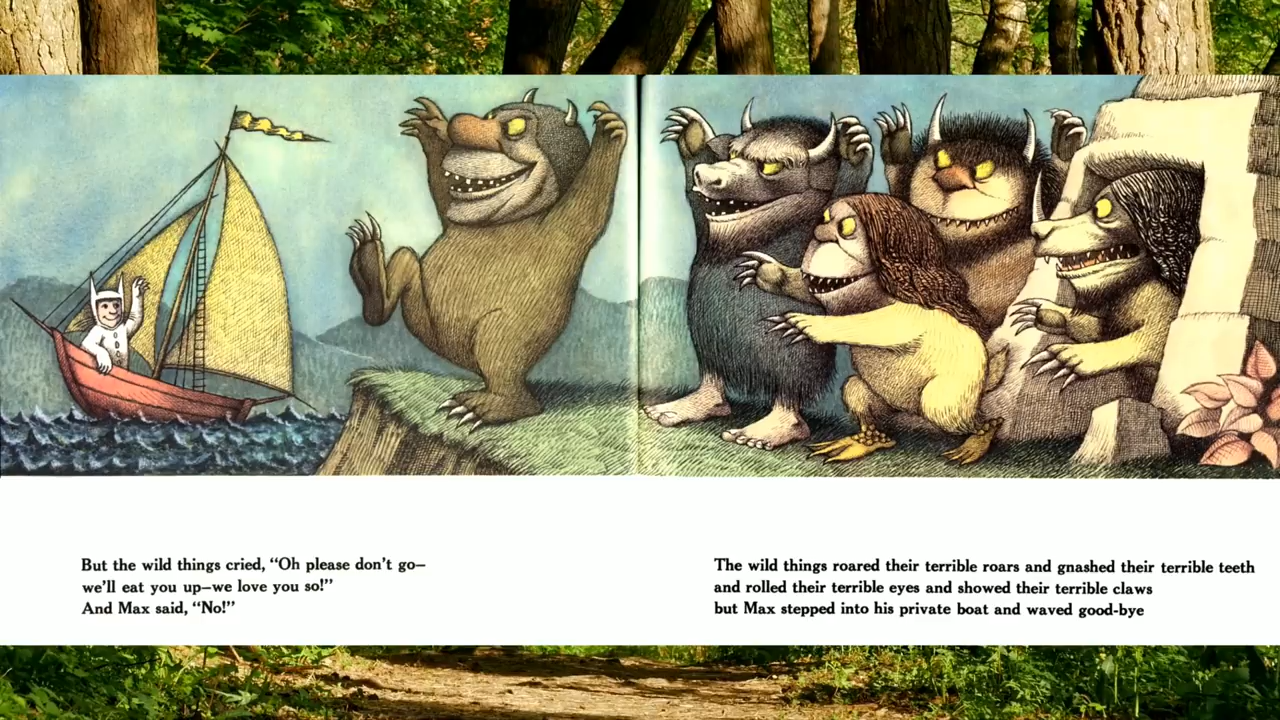 But the wild things cried, “Oh please don’t go—
we’ll eat you up—we love you so!”
And Max said, “No!”
The wild things roared their terrible roars and gnashed their terrible teeth
and rolled their terrible eyes and showed their terrible claws
but Max stepped into his private boat and waved good-bye